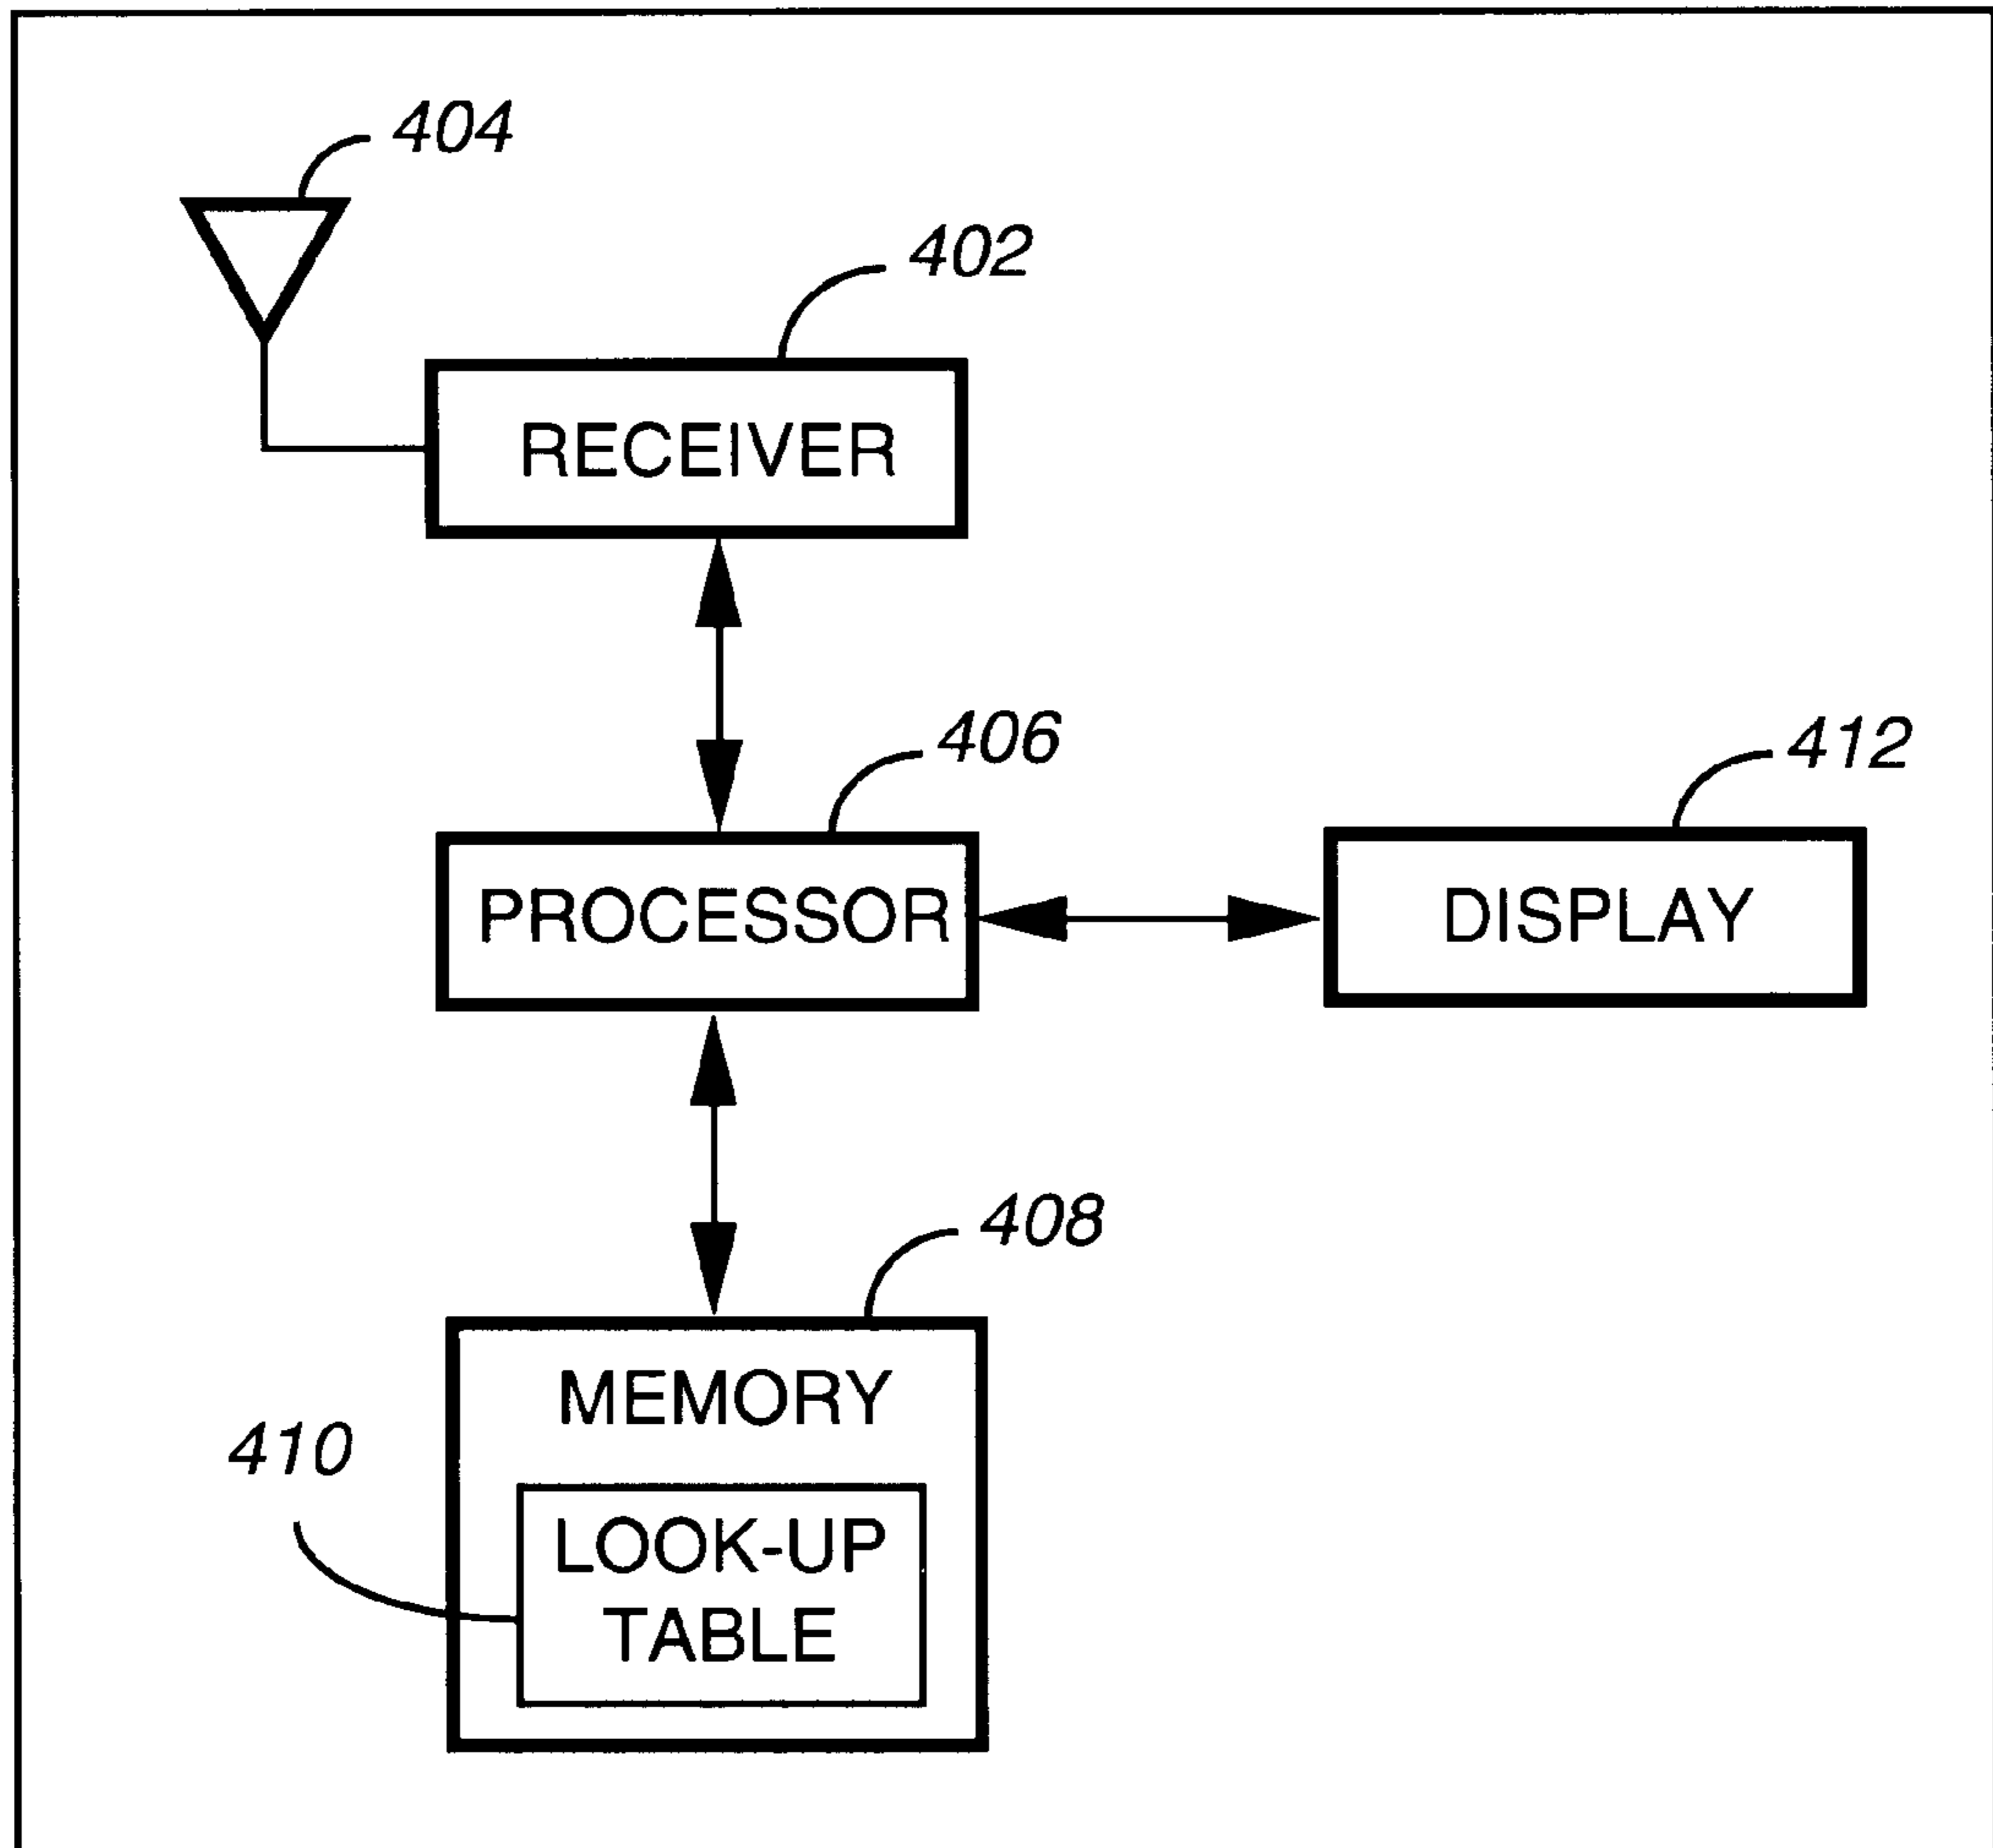 404
402
RECEIVER
406
412
PROCESSOR
DISPLAY
408
MEMORY
410
LOOK-UP
TABLE